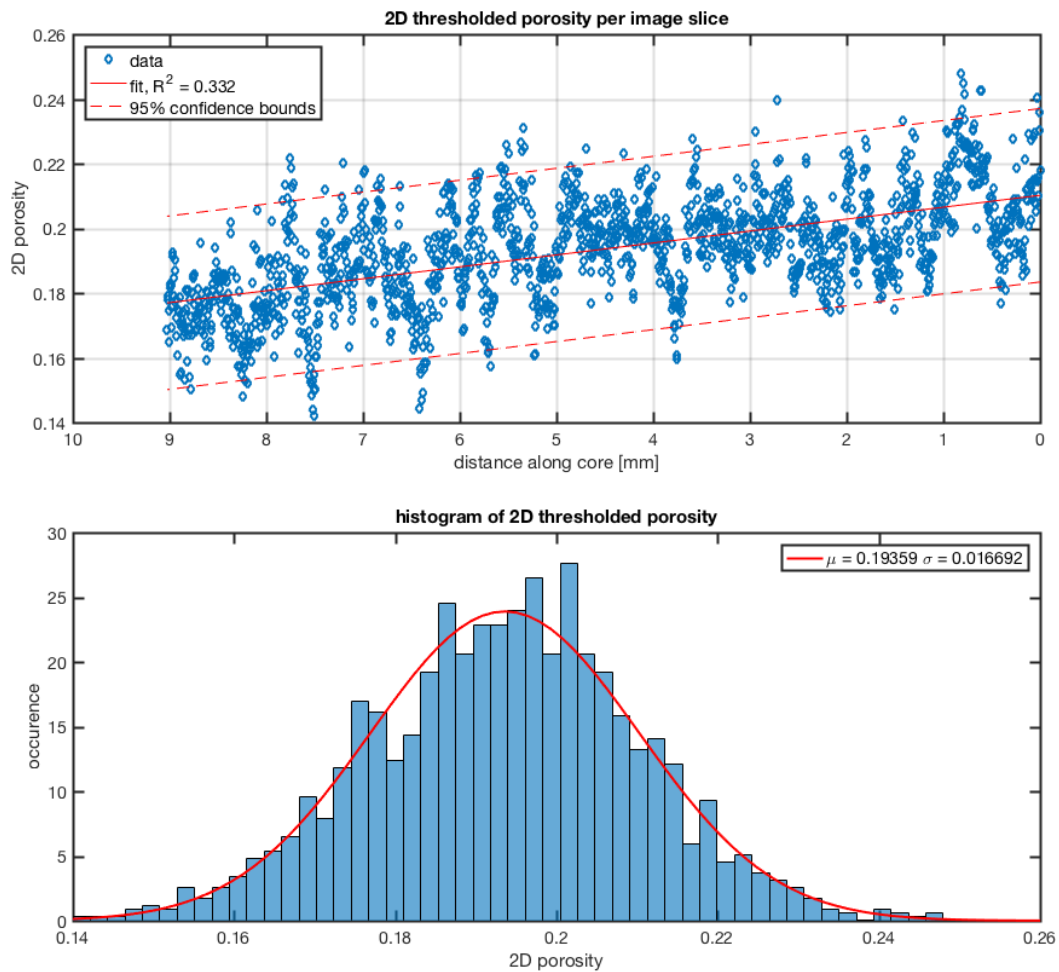 2D thresholded porosity per image slice
0.26
0.24
0.22
0.2
0.18
0.16
0.14
2D porosity
data
fit, R² = 0.332
95% confidence bounds
10 9 8 7 6 5 4 3 2 1 0
distance along core [mm]
histogram of 2D thresholded porosity
30
25
20
15
10
5
0
occurence
μ = 0.19359 σ = 0.016692
0.14 0.16 0.18 0.2 0.22 0.24 0.26
2D porosity